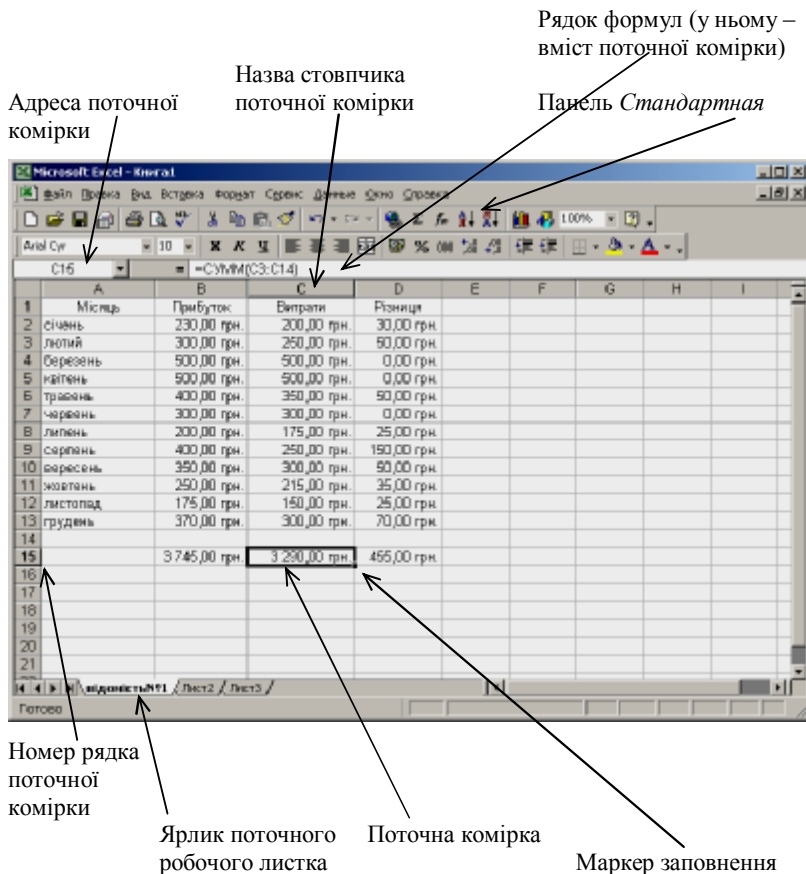 Рядок формул (у ньому –
вміст поточної комірки)
Назва стовпчика
поточної комірки
Адреса поточної
комірки
Панель Стандартная
Microsoft Excel - Книга1
Файл Правка Вид Вставка Формат Сервис Данные Окно Справка
100%
Arial Cyr 10 Ж К Ч
C16 = =СУММ(C3:C14)
A B C D E F G H I
1 Місяць Прибуток Витрати Різниця
2 січень 230,00 грн. 200,00 грн. 30,00 грн.
3 лютий 300,00 грн. 250,00 грн. 50,00 грн.
4 березень 500,00 грн. 500,00 грн. 0,00 грн.
5 квітень 500,00 грн. 500,00 грн. 0,00 грн.
6 травень 400,00 грн. 350,00 грн. 50,00 грн.
7 червень 300,00 грн. 300,00 грн. 0,00 грн.
8 липень 200,00 грн. 175,00 грн. 25,00 грн.
9 серпень 400,00 грн. 250,00 грн. 150,00 грн.
10 вересень 350,00 грн. 300,00 грн. 50,00 грн.
11 жовтень 250,00 грн. 215,00 грн. 35,00 грн.
12 листопад 175,00 грн. 150,00 грн. 25,00 грн.
13 грудень 370,00 грн. 300,00 грн. 70,00 грн.
14
15 3 745,00 грн. 3 290,00 грн. 455,00 грн.
16
17
18
19
20
21
відомість№1 Лист2 Лист3
Готово
Номер рядка
поточної
комірки
Ярлик поточного
робочого листка
Поточна комірка
Маркер заповнення